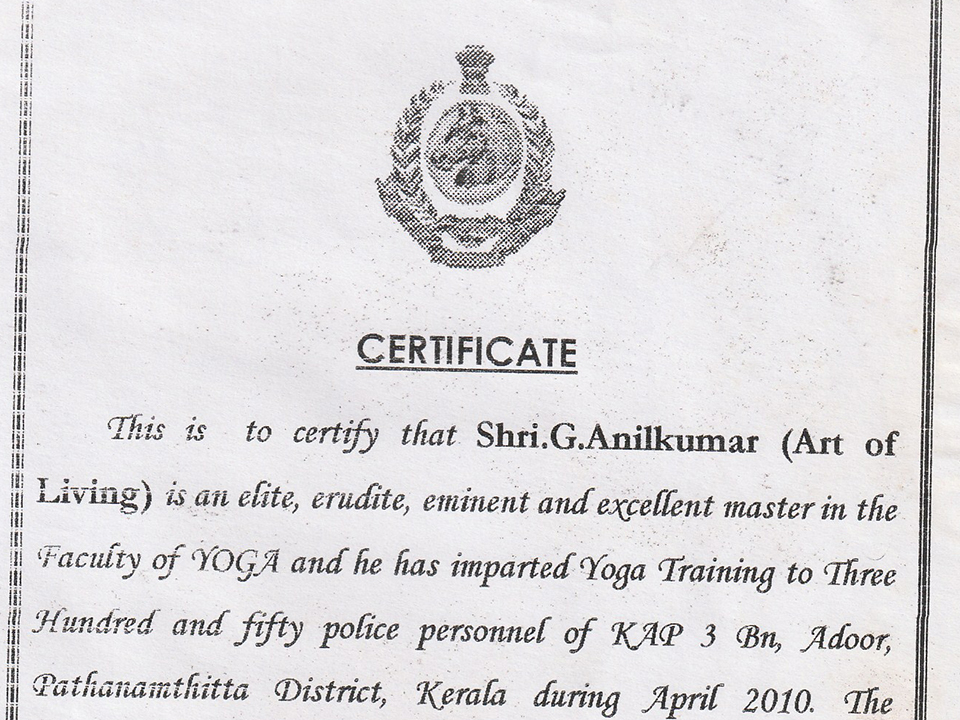 CERTIFICATE
This is to certify that Shri.G.Anilkumar (Art of
Living) is an elite, erudite, eminent and excellent master in the
Faculty of YOGA and he has imparted Yoga Training to Three
Hundred and fifty police personnel of KAP 3 Bn, Adoor,
Pathanamthitta District, Kerala during April 2010. The